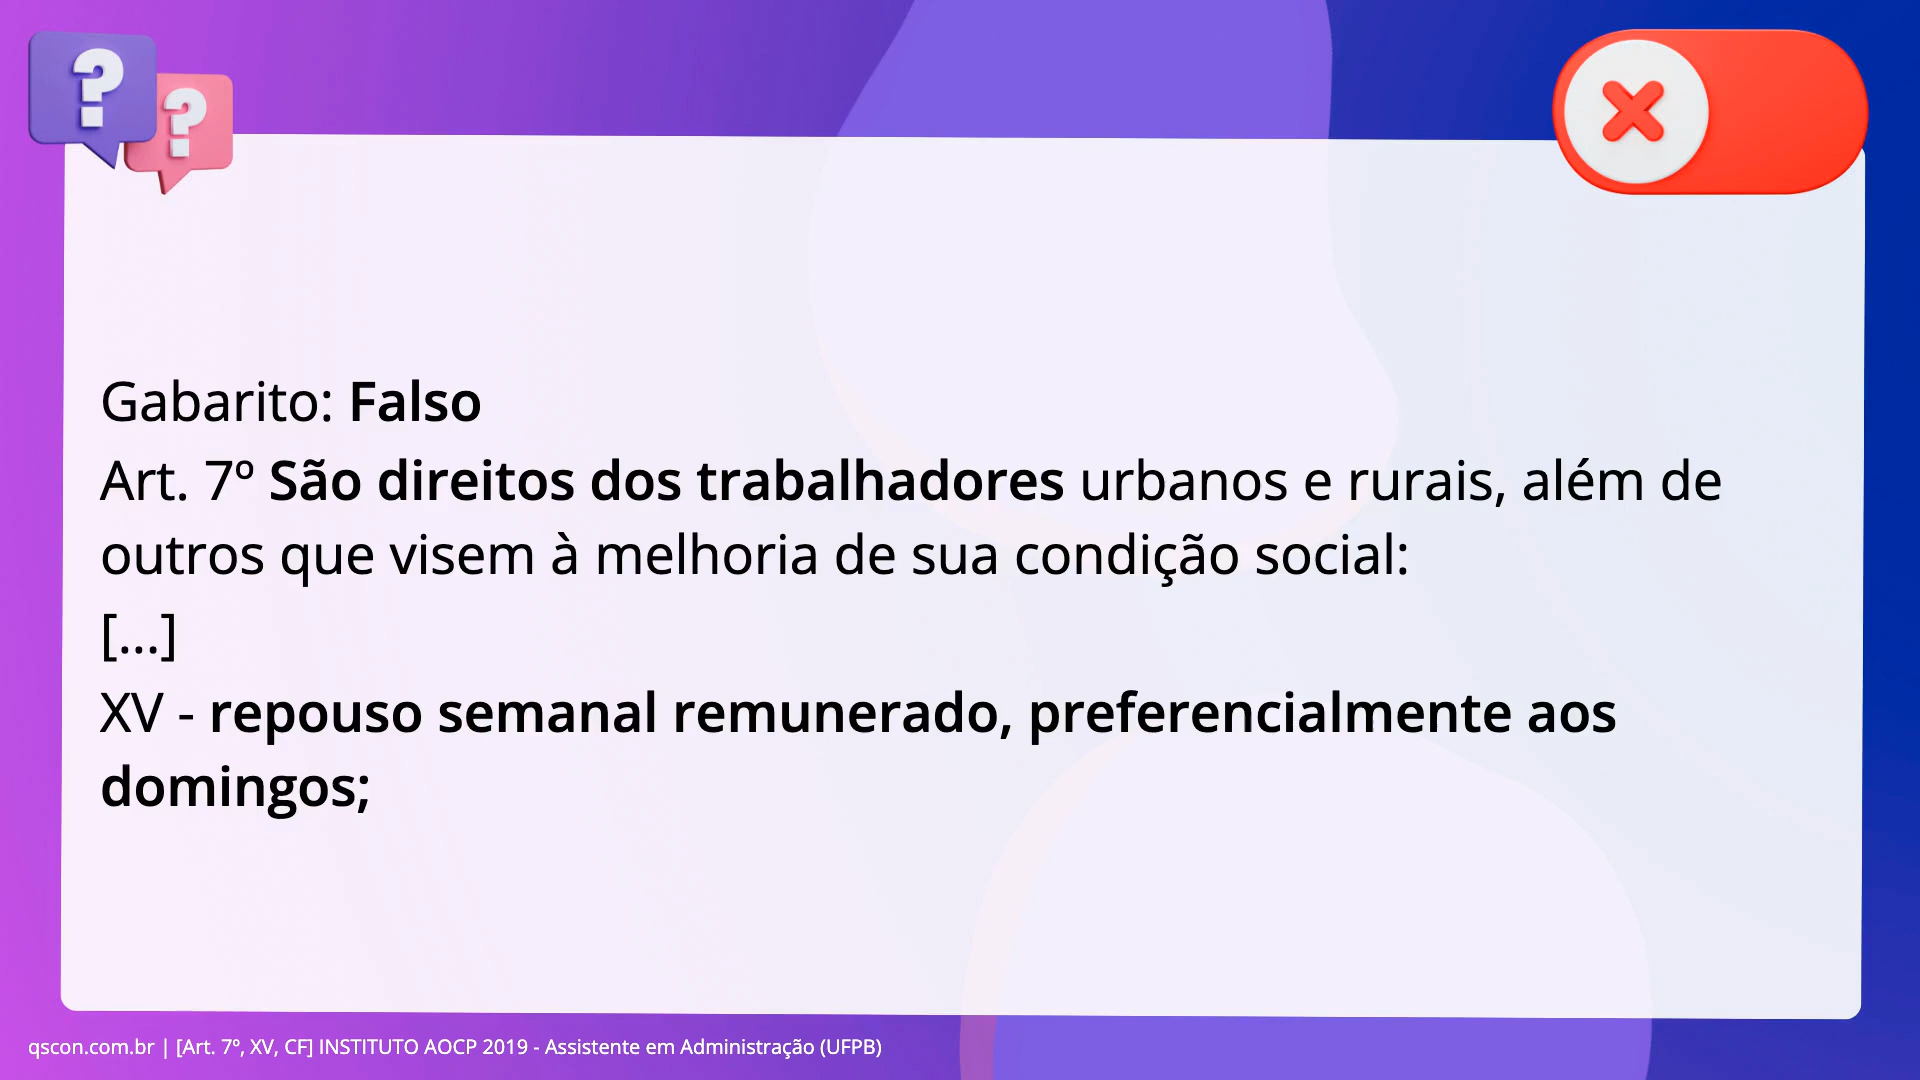 ?
?
Gabarito: Falso
Art. 7º São direitos dos trabalhadores urbanos e rurais, além de
outros que visem à melhoria de sua condição social:
[...]
XV - repouso semanal remunerado, preferencialmente aos
domingos;
qscon.com.br | [Art. 7º, XV, CF] INSTITUTO AOCP 2019 - Assistente em Administração (UFPB)